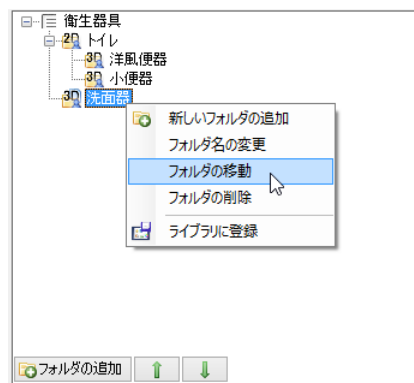 衛生器具
2D トイレ
3D 洋風便器
3D 小便器
3D 洗面器
新しいフォルダの追加
フォルダ名の変更
フォルダの移動
フォルダの削除
ライブラリに登録
フォルダの追加